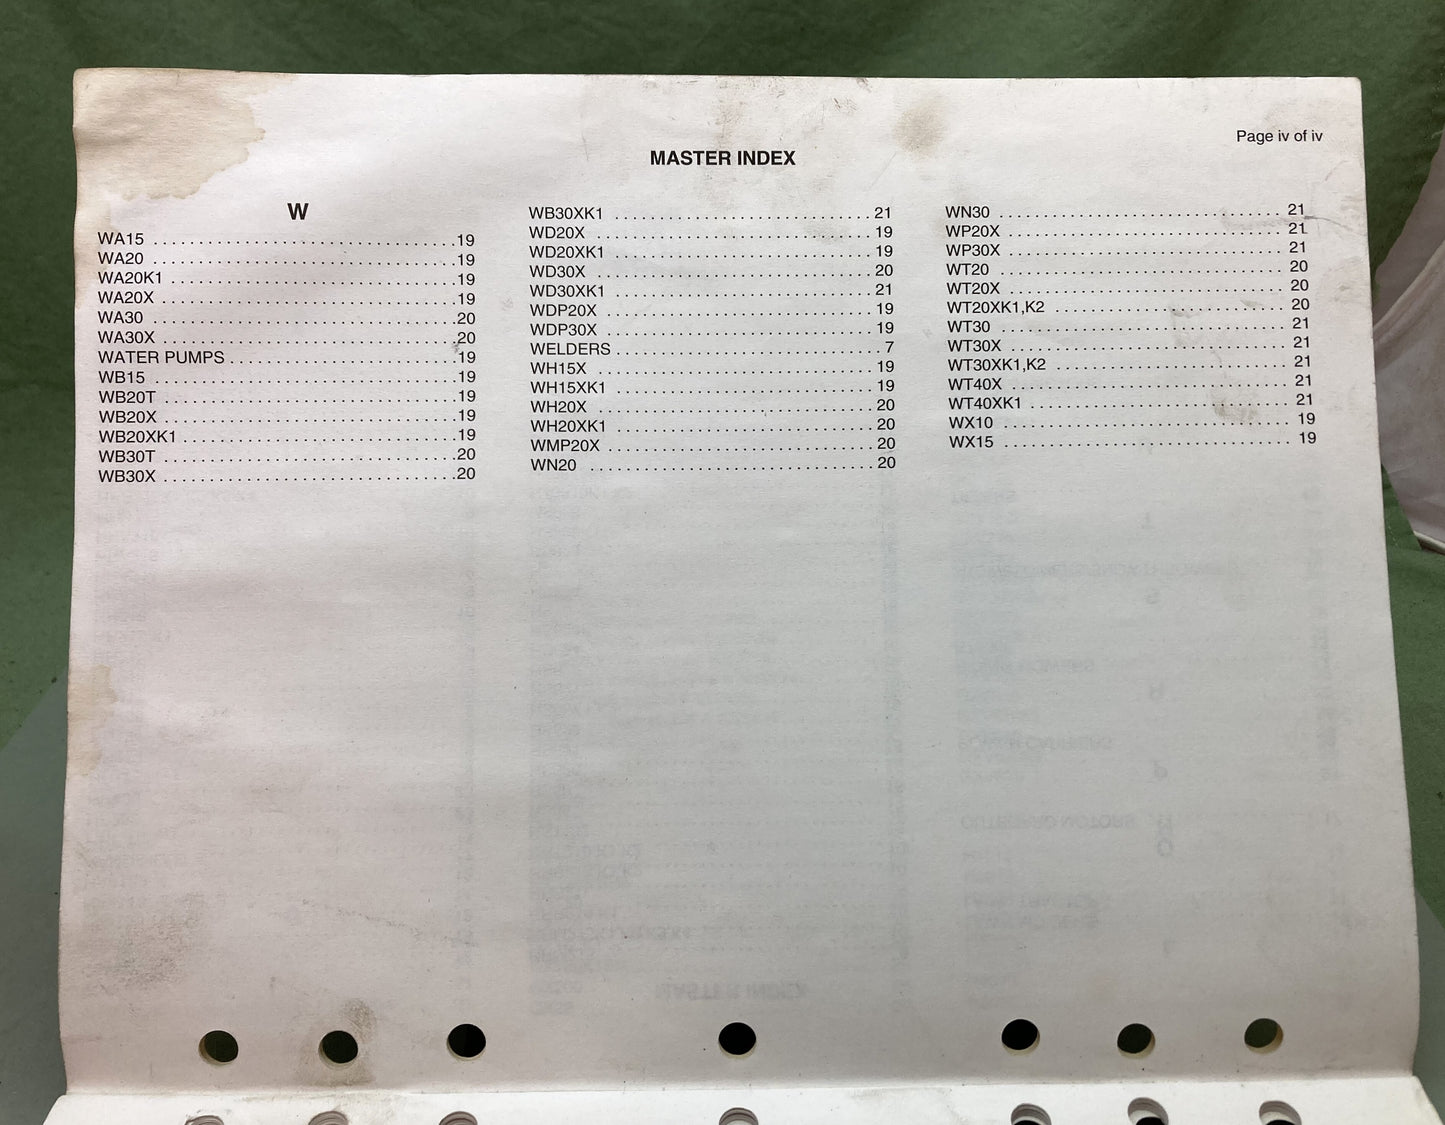 Page iv of iv
MASTER INDEX
W
WA15 . . . . . . . . . . . . . . . . . . . . . . . . . . . . . . . . . . 19
WA20 . . . . . . . . . . . . . . . . . . . . . . . . . . . . . . . . . . 19
WA20K1 . . . . . . . . . . . . . . . . . . . . . . . . . . . . . . . . 19
WA20X . . . . . . . . . . . . . . . . . . . . . . . . . . . . . . . . . 19
WA30 . . . . . . . . . . . . . . . . . . . . . . . . . . . . . . . . . . 20
WA30X . . . . . . . . . . . . . . . . . . . . . . . . . . . . . . . . . 20
WATER PUMPS . . . . . . . . . . . . . . . . . . . . . . . . . 19
WB15 . . . . . . . . . . . . . . . . . . . . . . . . . . . . . . . . . . 19
WB20T . . . . . . . . . . . . . . . . . . . . . . . . . . . . . . . . . 19
WB20X . . . . . . . . . . . . . . . . . . . . . . . . . . . . . . . . . 19
WB20XK1 . . . . . . . . . . . . . . . . . . . . . . . . . . . . . . 19
WB30T . . . . . . . . . . . . . . . . . . . . . . . . . . . . . . . . . 20
WB30X . . . . . . . . . . . . . . . . . . . . . . . . . . . . . . . . . 20
WB30XK1 . . . . . . . . . . . . . . . . . . . . . . . . . . . . . 21
WD20X . . . . . . . . . . . . . . . . . . . . . . . . . . . . . . . 19
WD20XK1 . . . . . . . . . . . . . . . . . . . . . . . . . . . . . 19
WD30X . . . . . . . . . . . . . . . . . . . . . . . . . . . . . . . 20
WD30XK1 . . . . . . . . . . . . . . . . . . . . . . . . . . . . . 21
WDP20X . . . . . . . . . . . . . . . . . . . . . . . . . . . . . . 19
WDP30X . . . . . . . . . . . . . . . . . . . . . . . . . . . . . . 19
WELDERS . . . . . . . . . . . . . . . . . . . . . . . . . . . . . . 7
WH15X . . . . . . . . . . . . . . . . . . . . . . . . . . . . . . . 19
WH15XK1 . . . . . . . . . . . . . . . . . . . . . . . . . . . . . 19
WH20X . . . . . . . . . . . . . . . . . . . . . . . . . . . . . . . 20
WH20XK1 . . . . . . . . . . . . . . . . . . . . . . . . . . . . . 20
WMP20X . . . . . . . . . . . . . . . . . . . . . . . . . . . . . . 20
WN20 . . . . . . . . . . . . . . . . . . . . . . . . . . . . . . . . 20
WN30 . . . . . . . . . . . . . . . . . . . . . . . . . . . . . . . . 21
WP20X . . . . . . . . . . . . . . . . . . . . . . . . . . . . . . . 21
WP30X . . . . . . . . . . . . . . . . . . . . . . . . . . . . . . . 21
WT20 . . . . . . . . . . . . . . . . . . . . . . . . . . . . . . . . 20
WT20X . . . . . . . . . . . . . . . . . . . . . . . . . . . . . . . 20
WT20XK1,K2 . . . . . . . . . . . . . . . . . . . . . . . . . . 20
WT30 . . . . . . . . . . . . . . . . . . . . . . . . . . . . . . . . 21
WT30X . . . . . . . . . . . . . . . . . . . . . . . . . . . . . . . 21
WT30XK1,K2 . . . . . . . . . . . . . . . . . . . . . . . . . . 21
WT40X . . . . . . . . . . . . . . . . . . . . . . . . . . . . . . . 21
WT40XK1 . . . . . . . . . . . . . . . . . . . . . . . . . . . . . 21
WX10 . . . . . . . . . . . . . . . . . . . . . . . . . . . . . . . . 19
WX15 . . . . . . . . . . . . . . . . . . . . . . . . . . . . . . . . 19